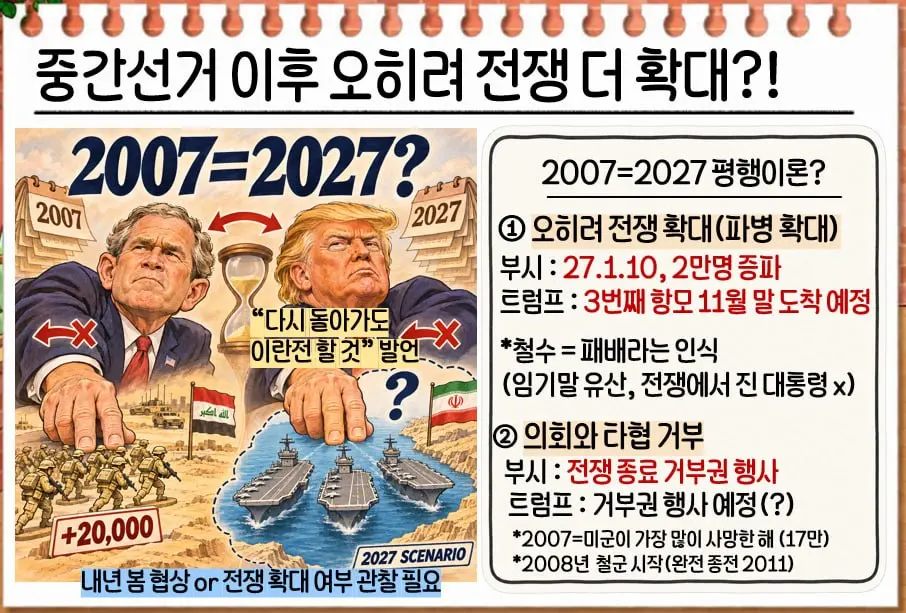 중간선거 이후 오히려 전쟁 더 확대?!
2007=2027?
2007
2027
"다시 돌아가도
이란전 할 것" 발언
?
الله اكبر
+20,000
2027 SCENARIO
내년 봄 협상 or 전쟁 확대 여부 관찰 필요
2007=2027 평행이론?
① 오히려 전쟁 확대(파병 확대)
부시 : 27.1.10, 2만명 증파
트럼프 : 3번째 항모 11월 말 도착 예정
*철수 = 패배라는 인식
(임기말 유산, 전쟁에서 진 대통령 x)
② 의회와 타협 거부
부시 : 전쟁 종료 거부권 행사
트럼프 : 거부권 행사 예정(?)
*2007=미군이 가장 많이 사망한 해 (17만)
*2008년 철군 시작(완전 종전 2011)